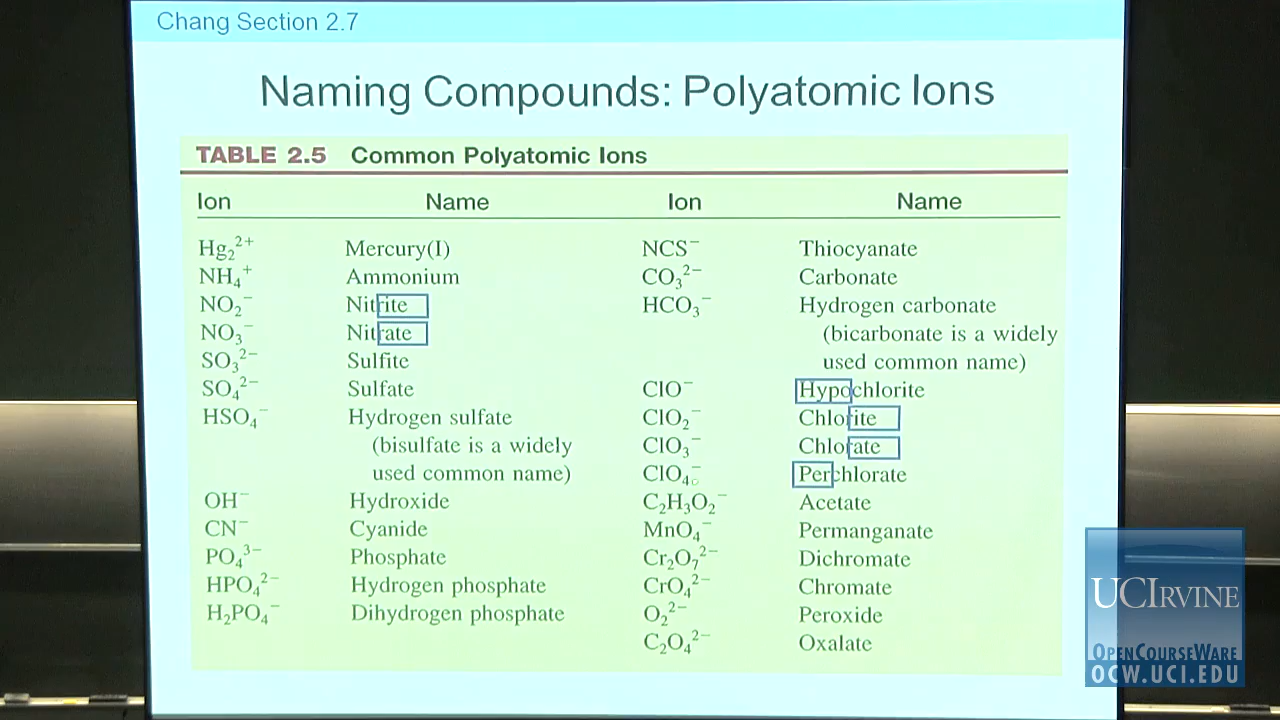 Chang Section 2.7
Naming Compounds: Polyatomic Ions
TABLE 2.5 Common Polyatomic Ions
Ion Name Ion Name
Hg₂²⁺ Mercury(I) NCS⁻ Thiocyanate
NH₄⁺ Ammonium CO₃²⁻ Carbonate
NO₂⁻ Nitrite HCO₃⁻ Hydrogen carbonate
NO₃⁻ Nitrate (bicarbonate is a widely
SO₃²⁻ Sulfite used common name)
SO₄²⁻ Sulfate ClO⁻ Hypochlorite
HSO₄⁻ Hydrogen sulfate ClO₂⁻ Chlorite
(bisulfate is a widely ClO₃⁻ Chlorate
used common name) ClO₄⁻ Perchlorate
OH⁻ Hydroxide C₂H₃O₂⁻ Acetate
CN⁻ Cyanide MnO₄⁻ Permanganate
PO₄³⁻ Phosphate Cr₂O₇²⁻ Dichromate
HPO₄²⁻ Hydrogen phosphate CrO₄²⁻ Chromate
H₂PO₄⁻ Dihydrogen phosphate O₂²⁻ Peroxide
C₂O₄²⁻ Oxalate
UCIRVINE
OPENCOURSEWARE
OCW.UCI.EDU